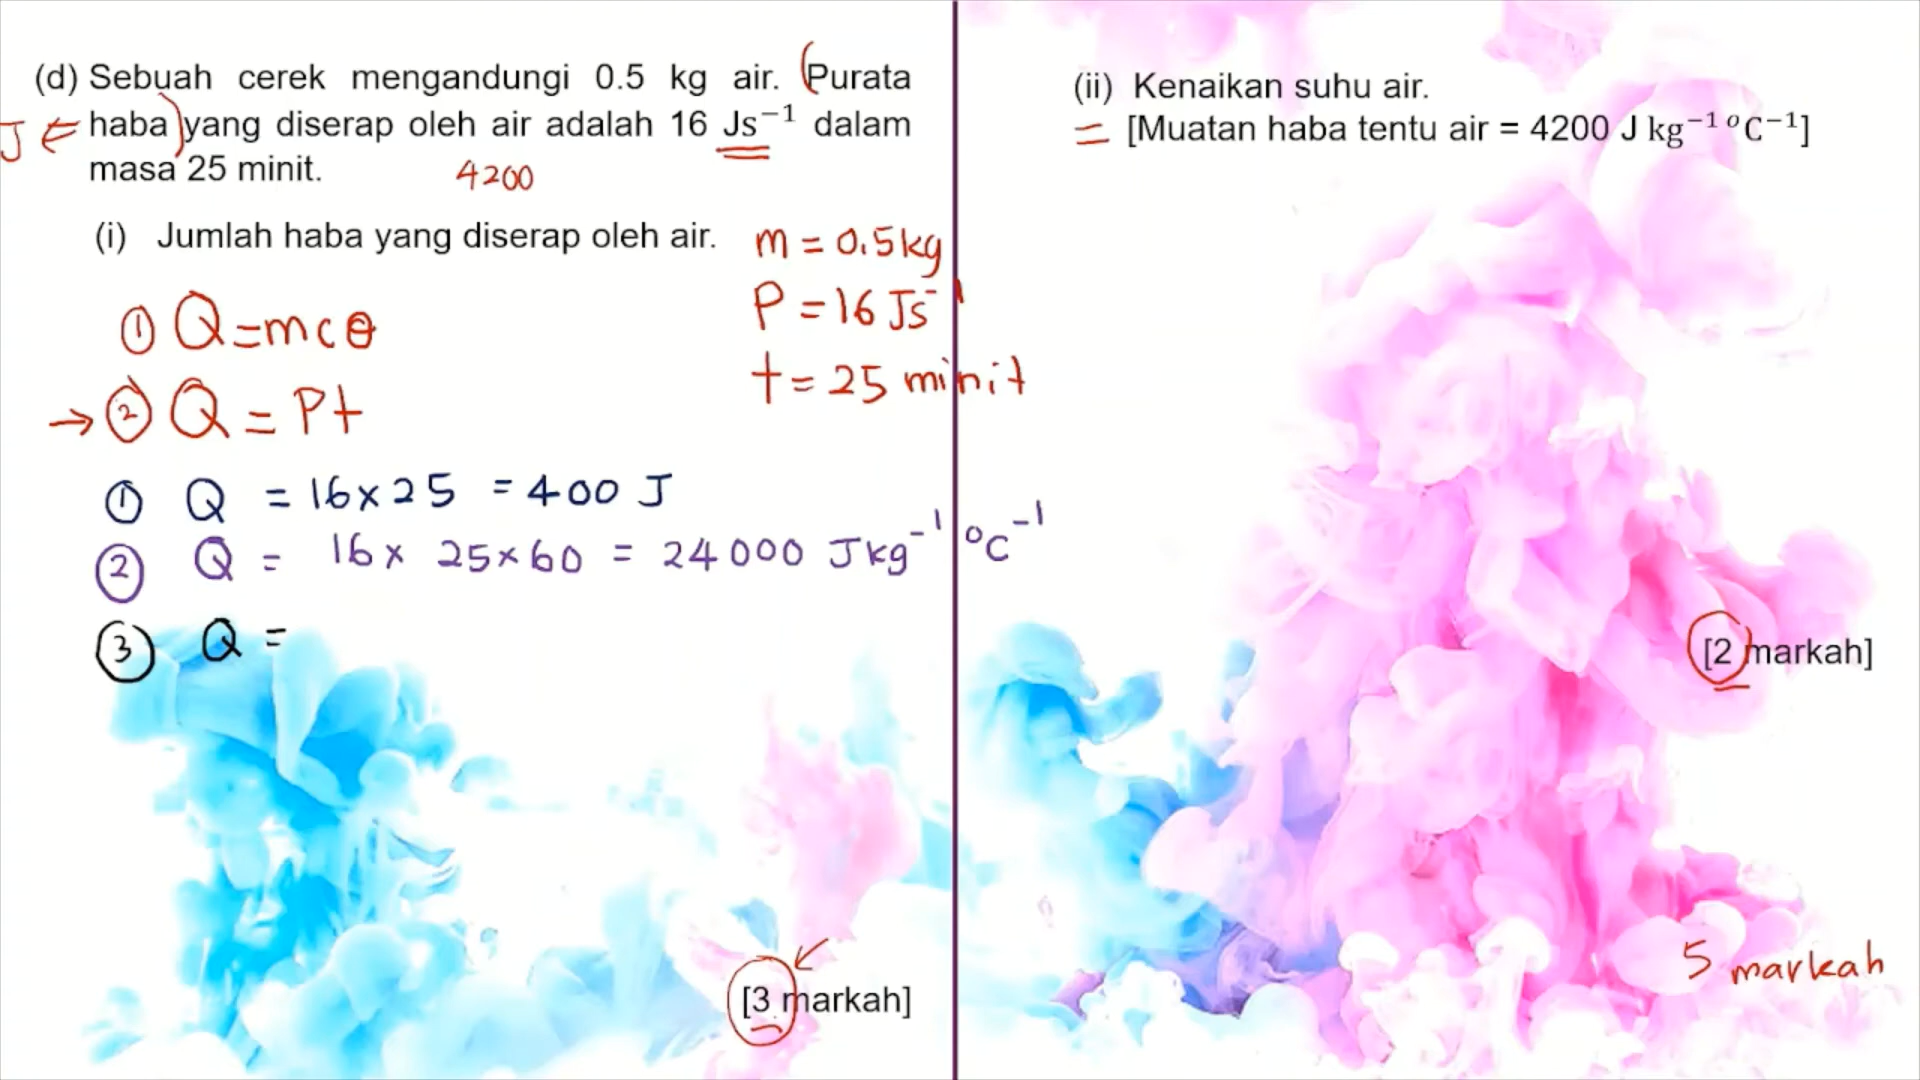 (d) Sebuah cerek mengandungi 0.5 kg air. (Purata
J ← haba) yang diserap oleh air adalah 16 Js⁻¹ dalam
masa 25 minit.
4200
(i) Jumlah haba yang diserap oleh air.
m = 0.5 kg
P = 16 Js⁻¹
t = 25 minit
① Q = mcθ
→ ② Q = Pt
① Q = 16 x 25 = 400 J
② Q = 16 x 25 x 60 = 24000 Jkg⁻¹ °C⁻¹
③ Q =
[3 markah]
(ii) Kenaikan suhu air.
= [Muatan haba tentu air = 4200 J kg⁻¹ °C⁻¹]
[2 markah]
5 markah